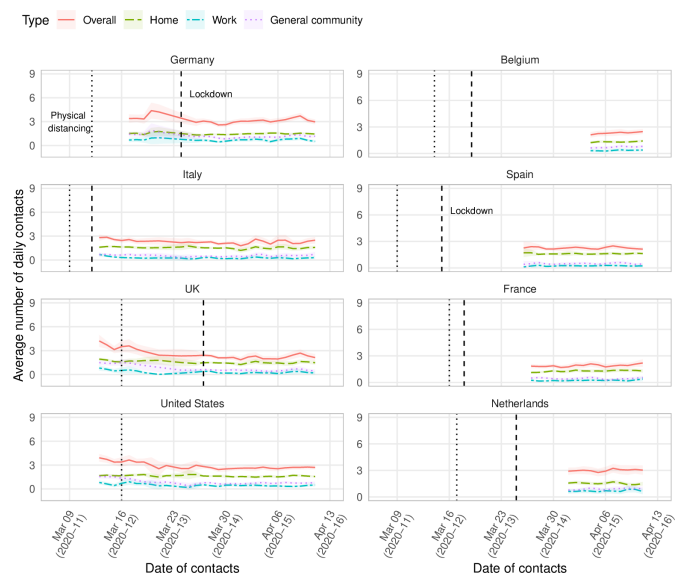 Type Overall Home Work General community
Germany Belgium
9 9
6 Lockdown 6
Physical
distancing
3 3
0 0
Italy Spain
9 9
6 6 Lockdown
3 3
0 0
UK France
9 9
6 6
3 3
0 0
United States Netherlands
9 9
6 6
3 3
0 0
Average number of daily contacts
Mar 09 (2020−11)
Mar 16 (2020−12)
Mar 23 (2020−13)
Mar 30 (2020−14)
Apr 06 (2020−15)
Apr 13 (2020−16)
Mar 09 (2020−11)
Mar 16 (2020−12)
Mar 23 (2020−13)
Mar 30 (2020−14)
Apr 06 (2020−15)
Apr 13 (2020−16)
Date of contacts Date of contacts